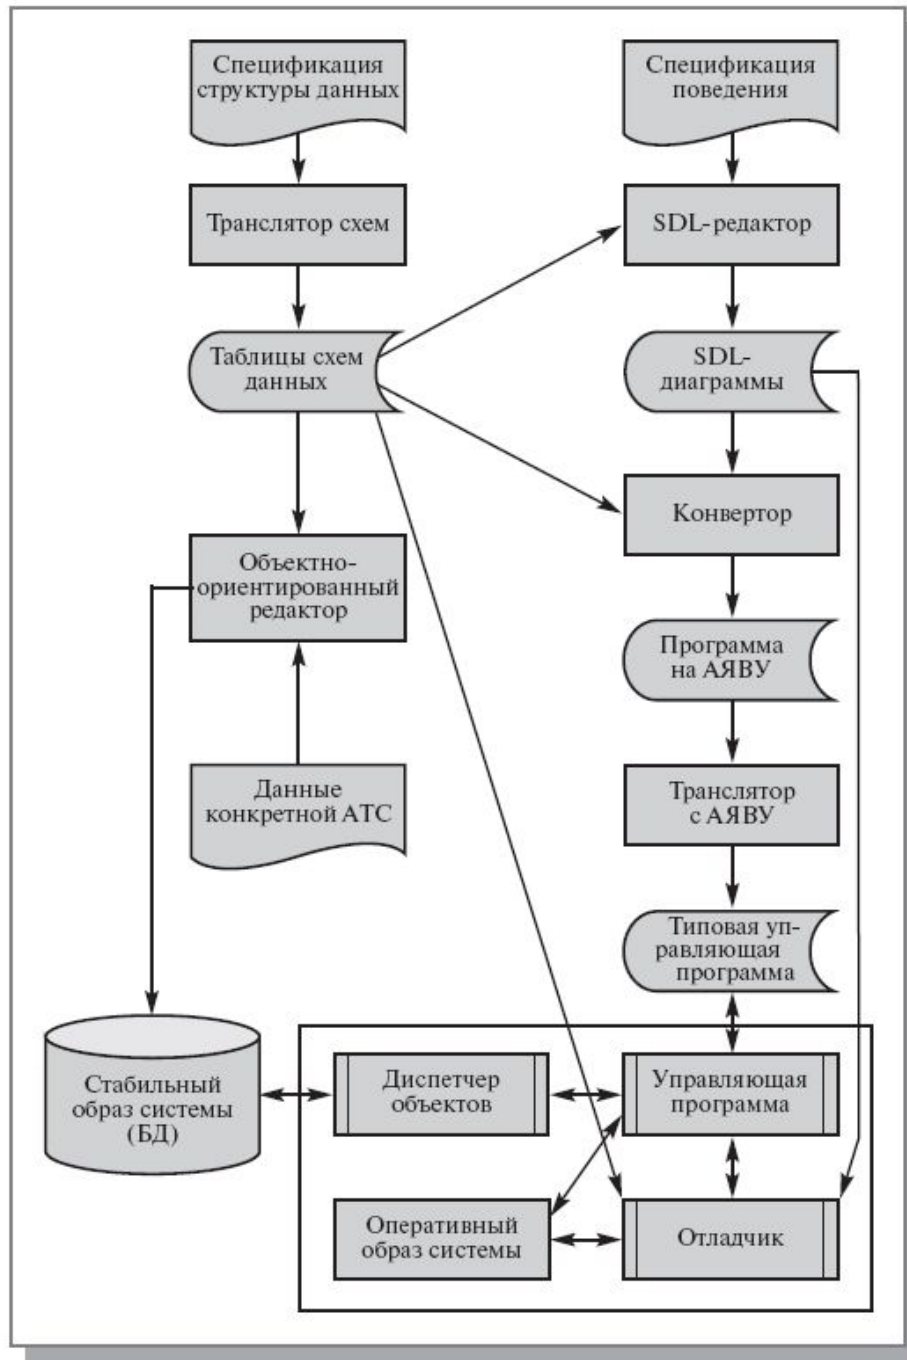 Спецификация
структуры данных
Спецификация
поведения
Транслятор схем
SDL-редактор
Таблицы схем
данных
SDL-
диаграммы
Конвертор
Объектно-
ориентированный
редактор
Программа
на АЯВУ
Данные
конкретной АТС
Транслятор
с АЯВУ
Типовая уп-
равляющая
программа
Стабильный
образ системы
(БД)
Диспетчер
объектов
Управляющая
программа
Оперативный
образ системы
Отладчик